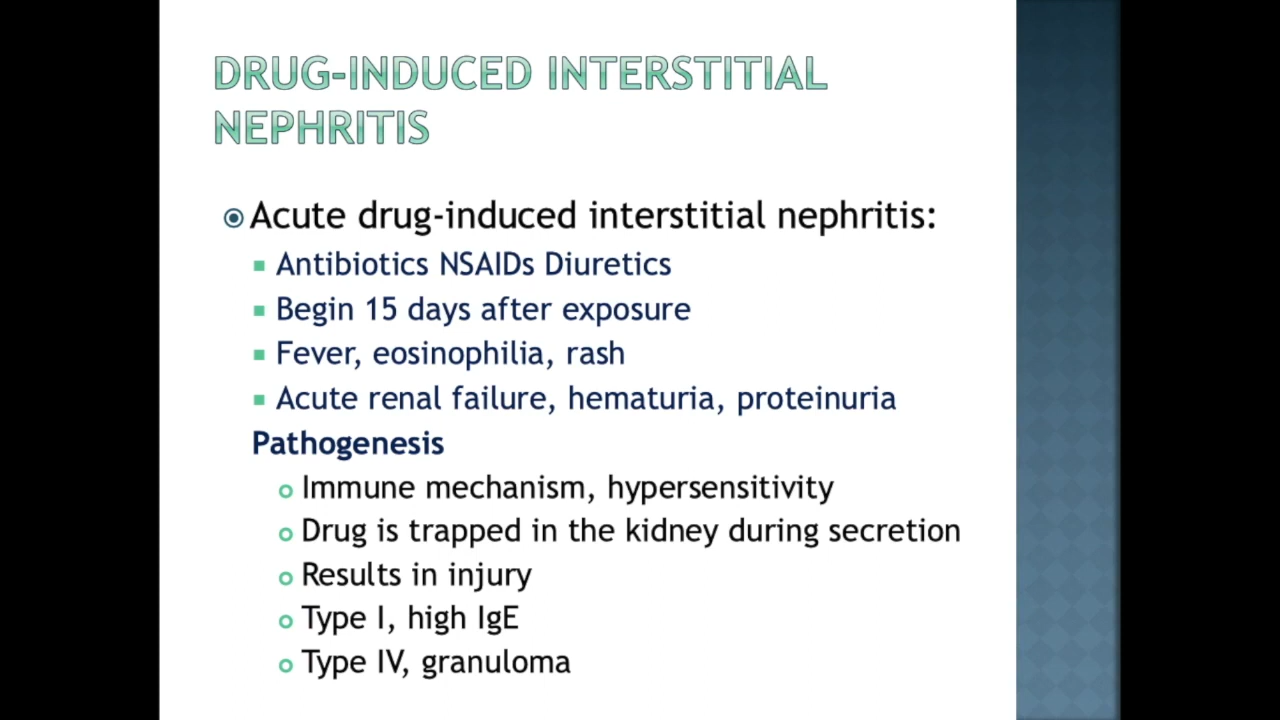 DRUG-INDUCED INTERSTITIAL
NEPHRITIS
Acute drug-induced interstitial nephritis:
Antibiotics NSAIDs Diuretics
Begin 15 days after exposure
Fever, eosinophilia, rash
Acute renal failure, hematuria, proteinuria
Pathogenesis
Immune mechanism, hypersensitivity
Drug is trapped in the kidney during secretion
Results in injury
Type I, high IgE
Type IV, granuloma